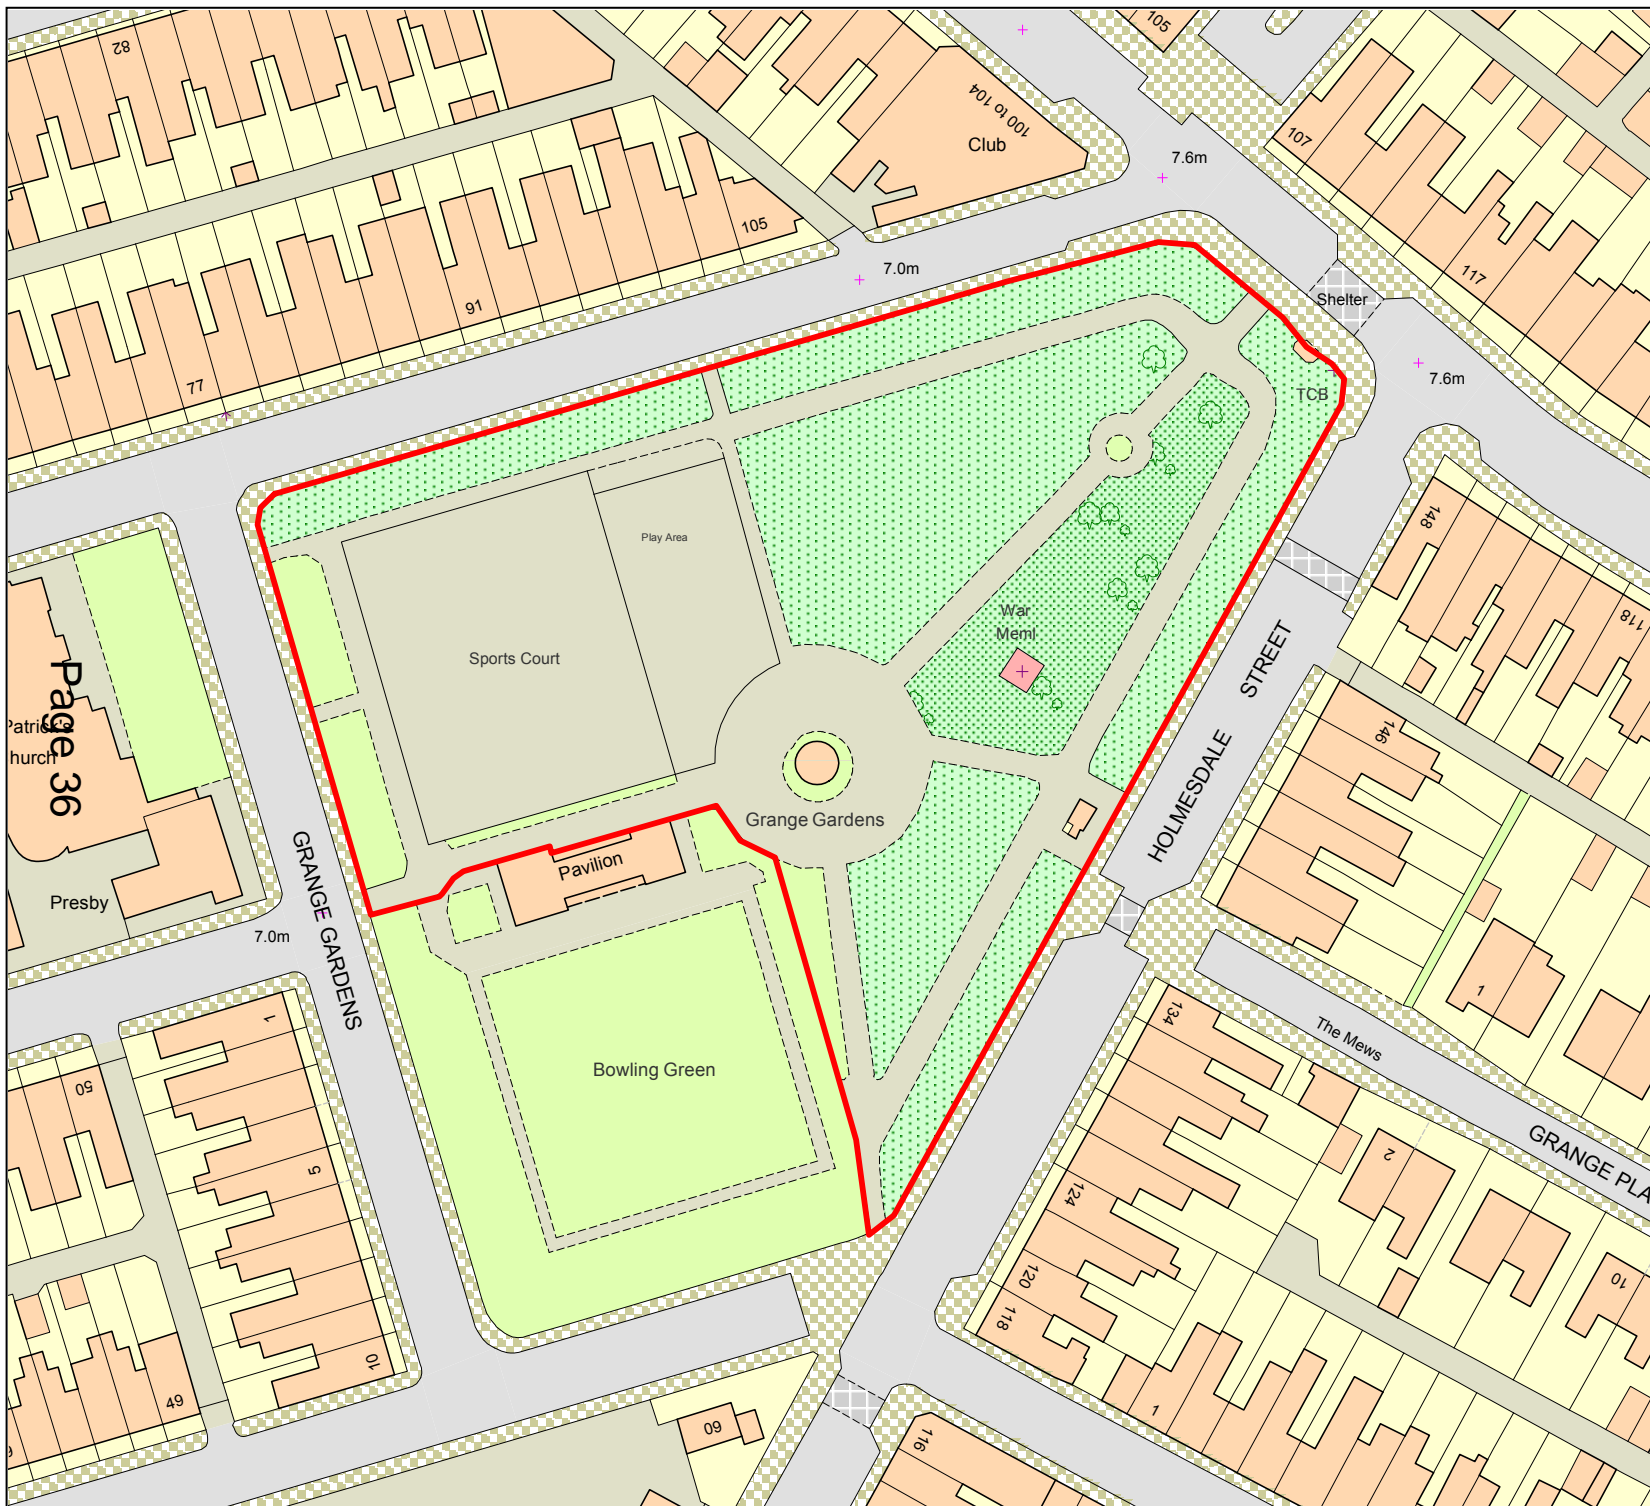 82
105
100 to 104
Club
7.6m
107
105
7.0m
117
Shelter
91
77
7.6m
TCB
148
Play Area
118
War
Meml
Sports Court
STREET
Page 36
Patrick's
hurch
146
HOLMESDALE
Grange Gardens
Pavilion
GRANGE GARDENS
Presby
7.0m
1
134
The Mews
1
50
Bowling Green
GRANGE PLA
2
5
124
120
10
118
10
49
1
60
116